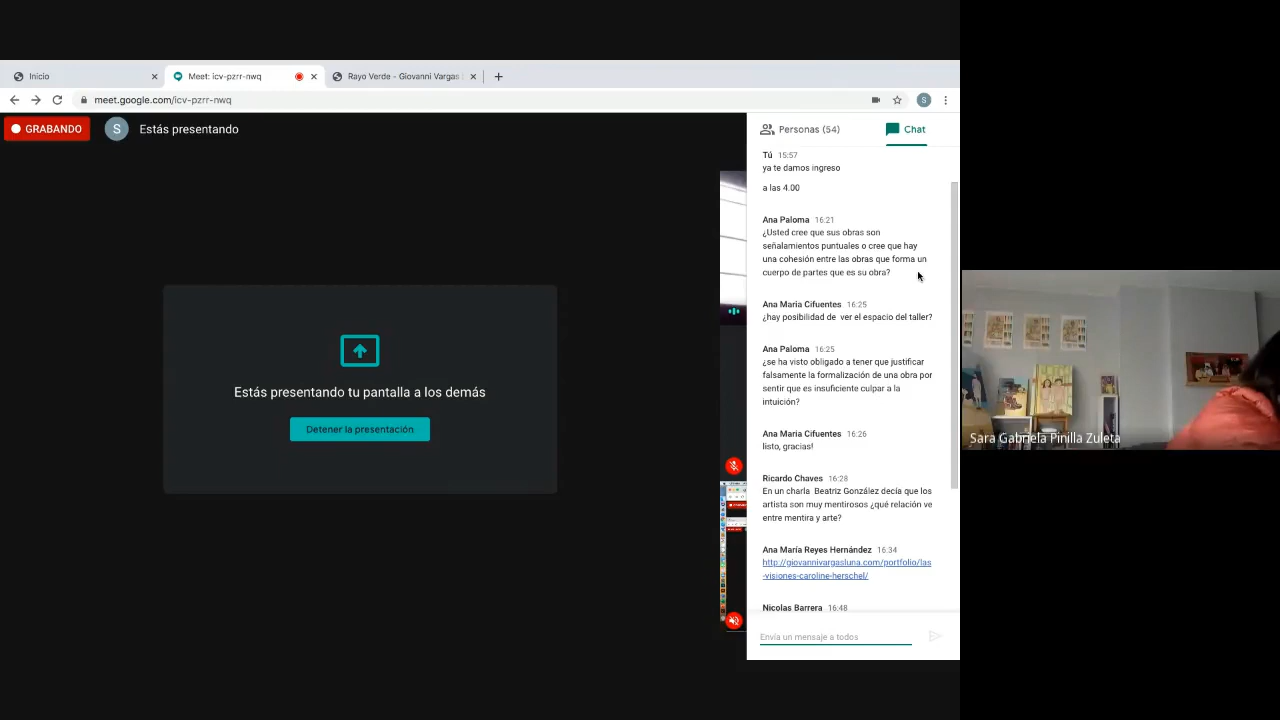 Inicio
Meet: icv-pzrr-nwq
Rayo Verde - Giovanni Vargas
meet.google.com/icv-pzrr-nwq
S
GRABANDO
S
Estás presentando
Personas (54)
Chat
Tú 15:57
ya te damos ingreso
a las 4.00
Ana Paloma 16:21
¿Usted cree que sus obras son
señalamientos puntuales o cree que hay
una cohesión entre las obras que forma un
cuerpo de partes que es su obra?
Ana Maria Cifuentes 16:25
¿hay posibilidad de ver el espacio del taller?
Ana Paloma 16:25
¿se ha visto obligado a tener que justificar
falsamente la formalización de una obra por
sentir que es insuficiente culpar a la
intuición?
Ana Maria Cifuentes 16:26
listo, gracias!
Ricardo Chaves 16:28
En un charla Beatriz González decía que los
artista son muy mentirosos ¿qué relación ve
entre mentira y arte?
Ana María Reyes Hernández 16:34
http://giovannivargasluna.com/portfolio/las
-visiones-caroline-herschel/
Nicolas Barrera 16:48
Envía un mensaje a todos
Estás presentando tu pantalla a los demás
Detener la presentación
Sara Gabriela Pinilla Zuleta